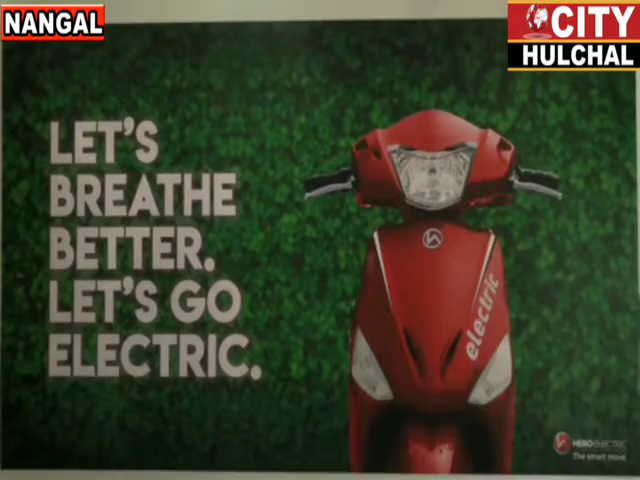 NANGAL
CITY
HULCHAL
LET'S
BREATHE
BETTER.
LET'S GO
ELECTRIC.
electric
HERO ELECTRIC
The smart move